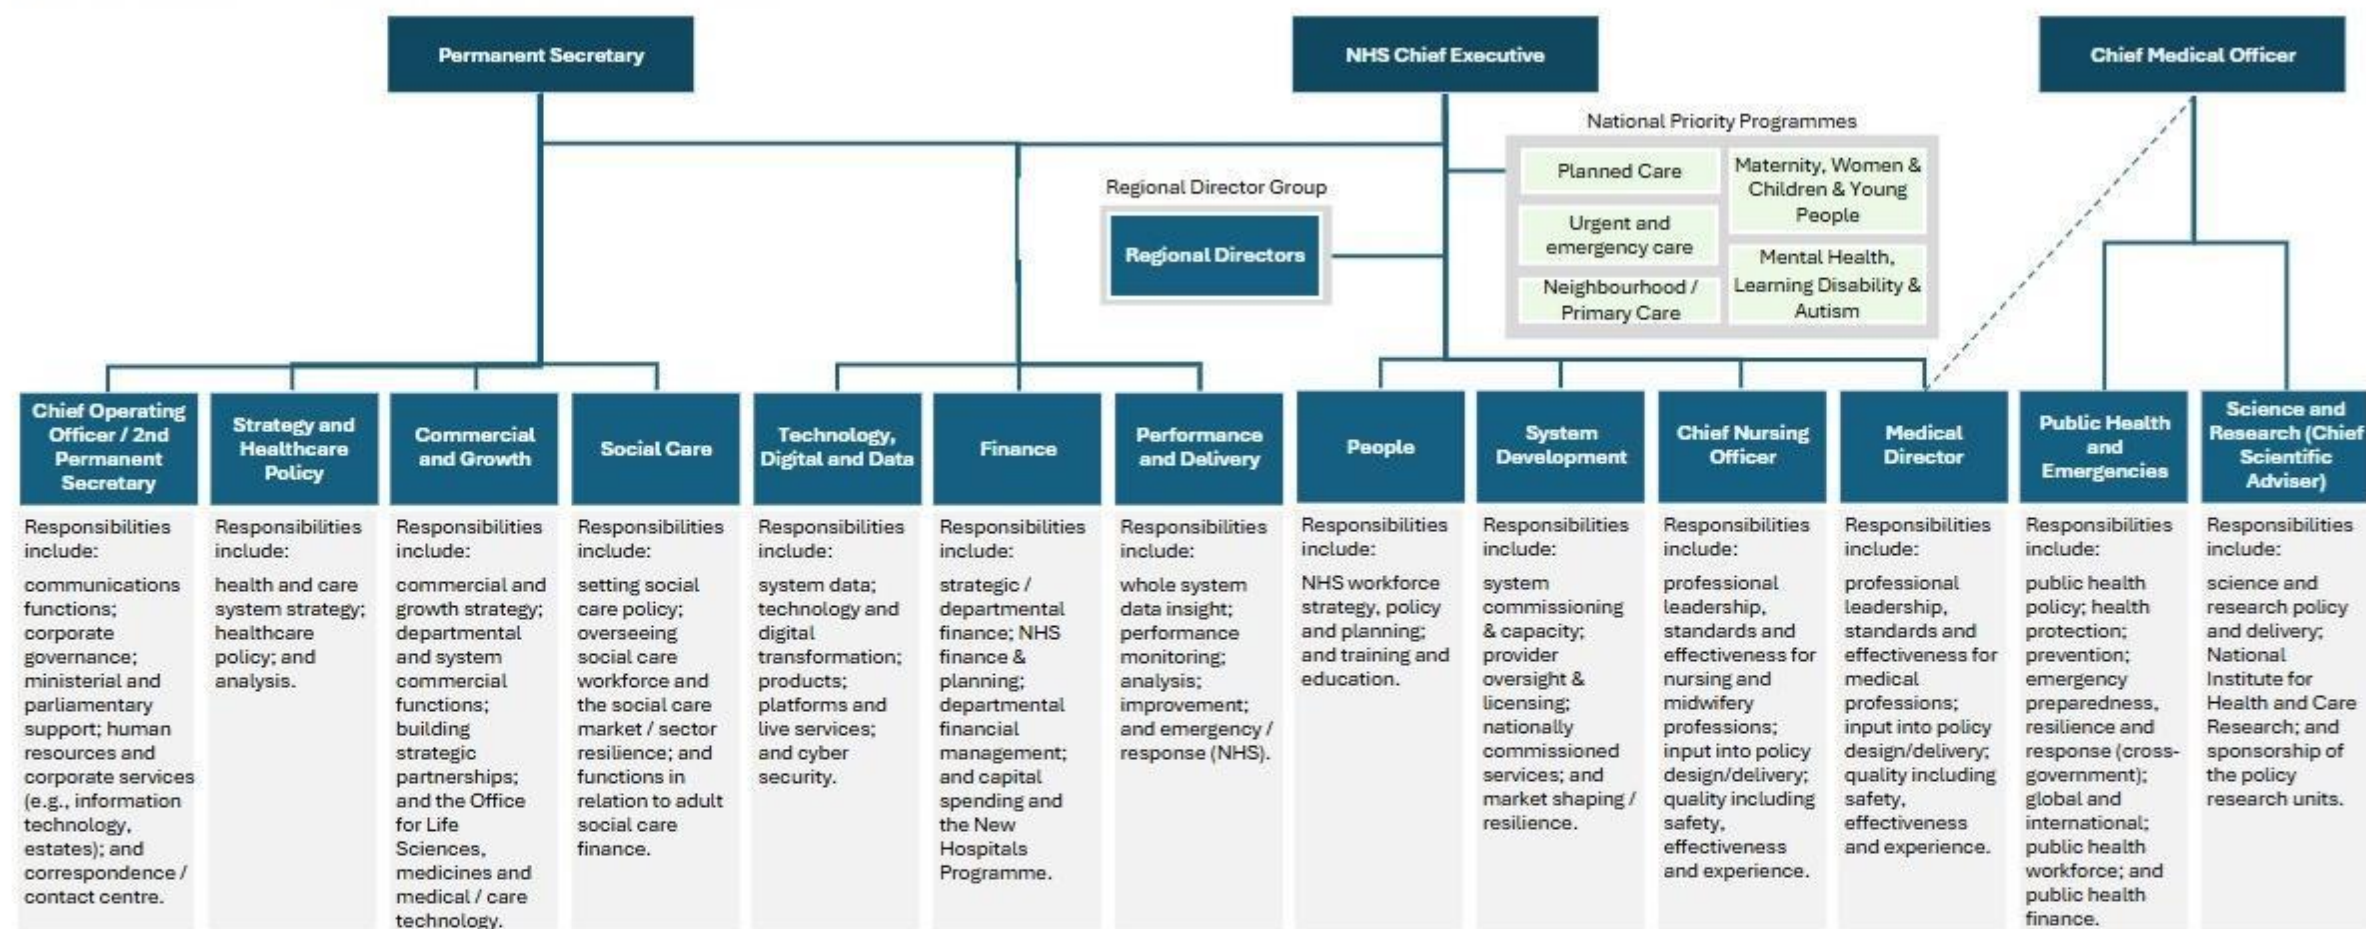 Permanent Secretary
NHS Chief Executive
Chief Medical Officer
National Priority Programmes
Planned Care
Urgent and
emergency care
Neighbourhood /
Primary Care
Maternity, Women &
Children & Young
People
Mental Health,
Learning Disability &
Autism
Regional Director Group
Regional Directors
Chief Operating
Officer / 2nd
Permanent
Secretary
Responsibilities
include:
communications
functions;
corporate
governance;
ministerial and
parliamentary
support; human
resources and
corporate services
(e.g., information
technology,
estates); and
correspondence /
contact centre.
Strategy and
Healthcare
Policy
Responsibilities
include:
health and care
system strategy;
healthcare
policy; and
analysis.
Commercial
and Growth
Responsibilities
include:
commercial and
growth strategy;
departmental
and system
commercial
functions;
building
strategic
partnerships;
and the Office
for Life
Sciences,
medicines and
medical / care
technology.
Social Care
Responsibilities
include:
setting social
care policy;
overseeing
social care
workforce and
the social care
market / sector
resilience; and
functions in
relation to adult
social care
finance.
Technology,
Digital and Data
Responsibilities
include:
system data;
technology and
digital
transformation;
products;
platforms and
live services;
and cyber
security.
Finance
Responsibilities
include:
strategic /
departmental
finance; NHS
finance &
planning;
departmental
financial
management;
and capital
spending and
the New
Hospitals
Programme.
Performance
and Delivery
Responsibilities
include:
whole system
data insight;
performance
monitoring;
analysis;
improvement;
and emergency /
response (NHS).
People
Responsibilities
include:
NHS workforce
strategy, policy
and planning;
and training and
education.
System
Development
Responsibilities
include:
system
commissioning
& capacity;
provider
oversight &
licensing;
nationally
commissioned
services; and
market shaping /
resilience.
Chief Nursing
Officer
Responsibilities
include:
professional
leadership,
standards and
effectiveness for
nursing and
midwifery
professions;
input into policy
design/delivery;
quality including
safety,
effectiveness
and experience.
Medical
Director
Responsibilities
include:
professional
leadership,
standards and
effectiveness for
medical
professions;
input into policy
design/delivery;
quality including
safety,
effectiveness
and experience.
Public Health
and
Emergencies
Responsibilities
include:
public health
policy; health
protection;
prevention;
emergency
preparedness,
resilience and
response (cross-
government);
global and
international;
public health
workforce; and
public health
finance.
Science and
Research (Chief
Scientific
Adviser)
Responsibilities
include:
science and
research policy
and delivery;
National
Institute for
Health and Care
Research; and
sponsorship of
the policy
research units.